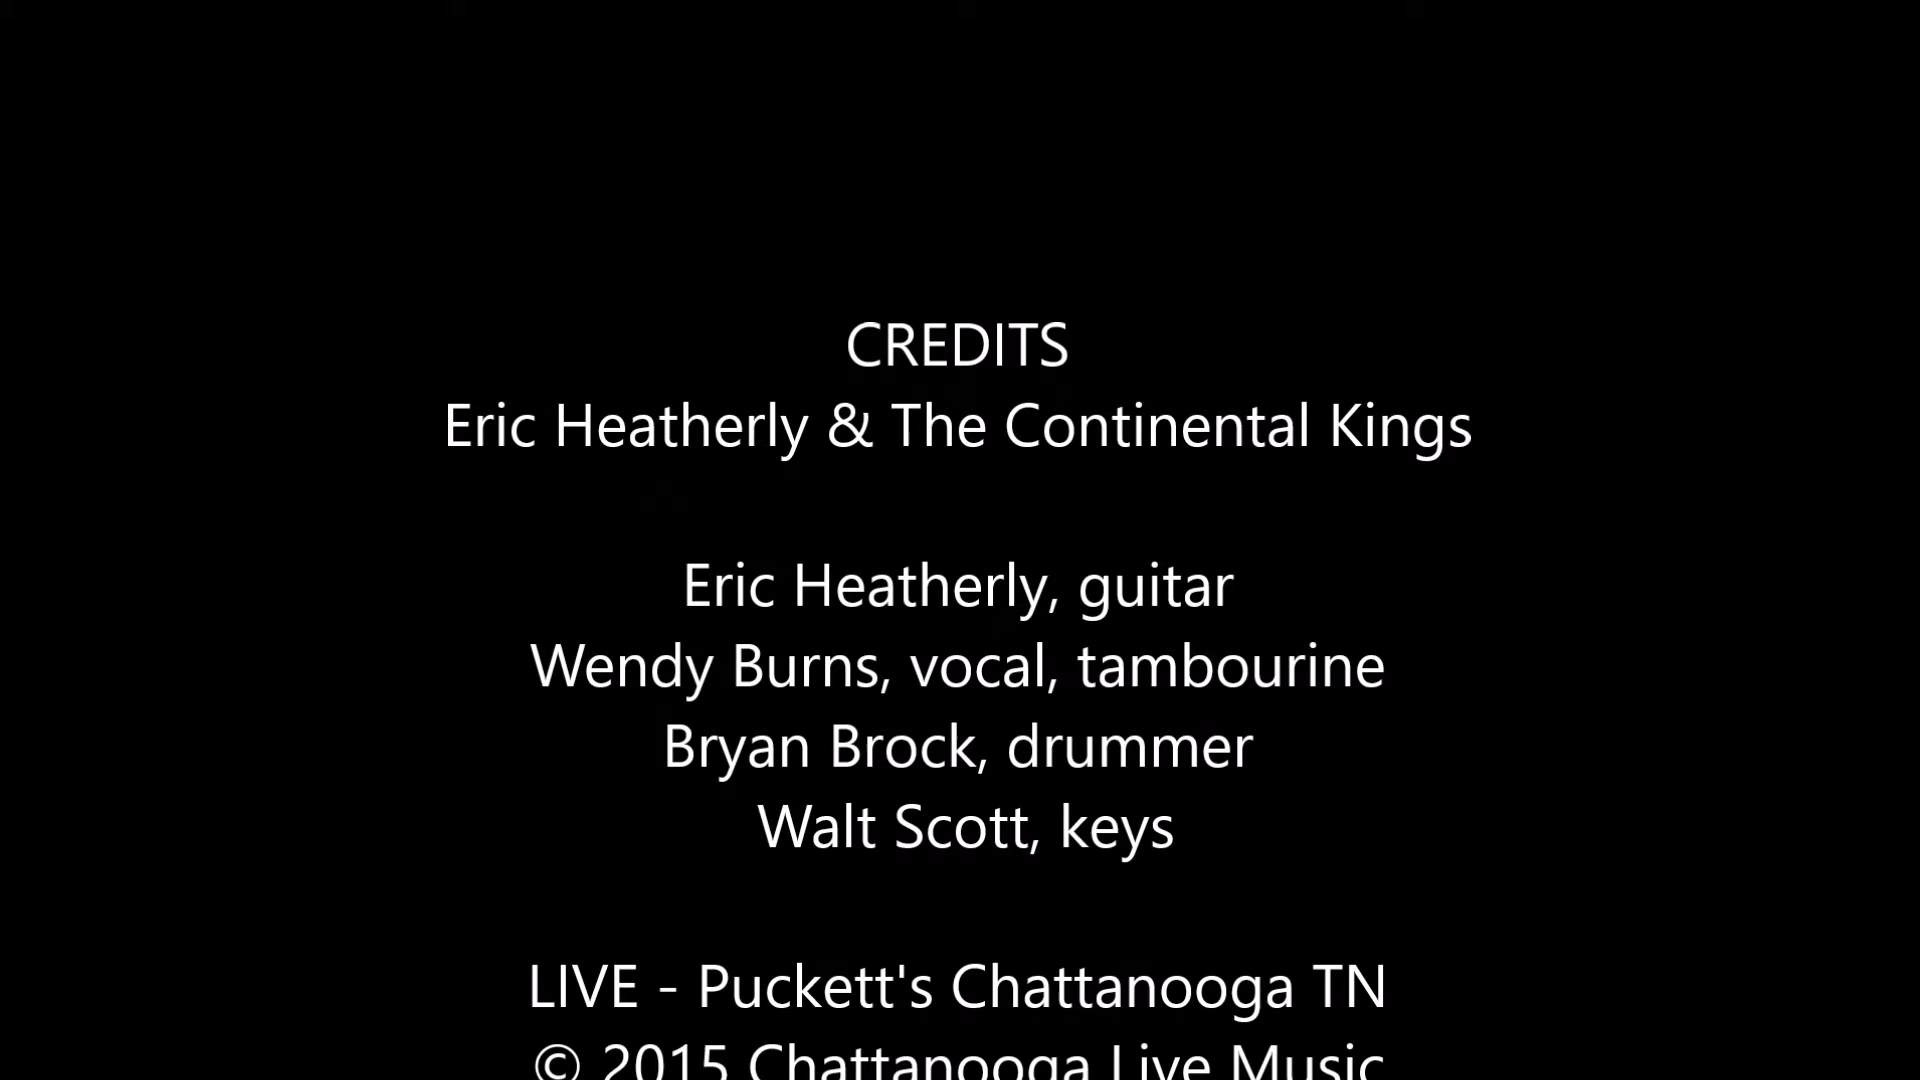 CREDITS
Eric Heatherly & The Continental Kings
Eric Heatherly, guitar
Wendy Burns, vocal, tambourine
Bryan Brock, drummer
Walt Scott, keys
LIVE - Puckett's Chattanooga TN
© 2015 Chattanooga Live Music